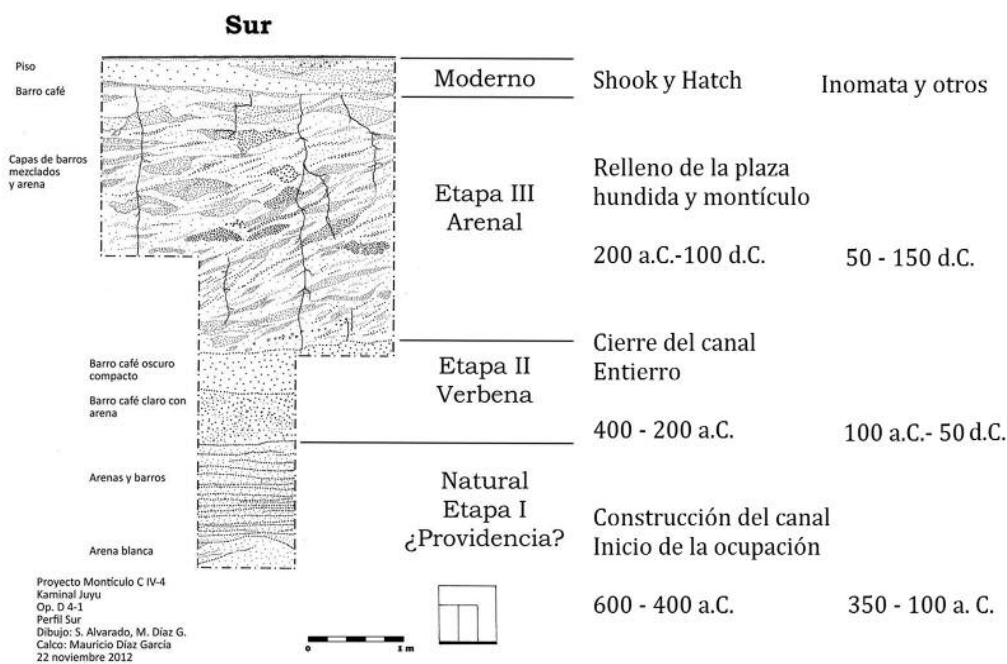 Sur
Piso
Barro café
Capas de barros
mezclados
y arena
Barro café oscuro
compacto
Barro café claro con
arena
Arenas y barros
Arena blanca
Moderno
Shook y Hatch
Inomata y otros
Etapa III
Arenal
Relleno de la plaza
hundida y montículo
200 a.C.-100 d.C.
50 - 150 d.C.
Etapa II
Verbena
Cierre del canal
Entierro
400 - 200 a.C.
100 a.C.- 50 d.C.
Natural
Etapa I
¿Providencia?
Construcción del canal
Inicio de la ocupación
600 - 400 a.C.
350 - 100 a. C.
Proyecto Montículo C IV-4
Kaminal Juyu
Op. D 4-1
Perfil Sur
Dibujo: S. Alvarado, M. Díaz G.
Calco: Mauricio Díaz García
22 noviembre 2012
0 1 m